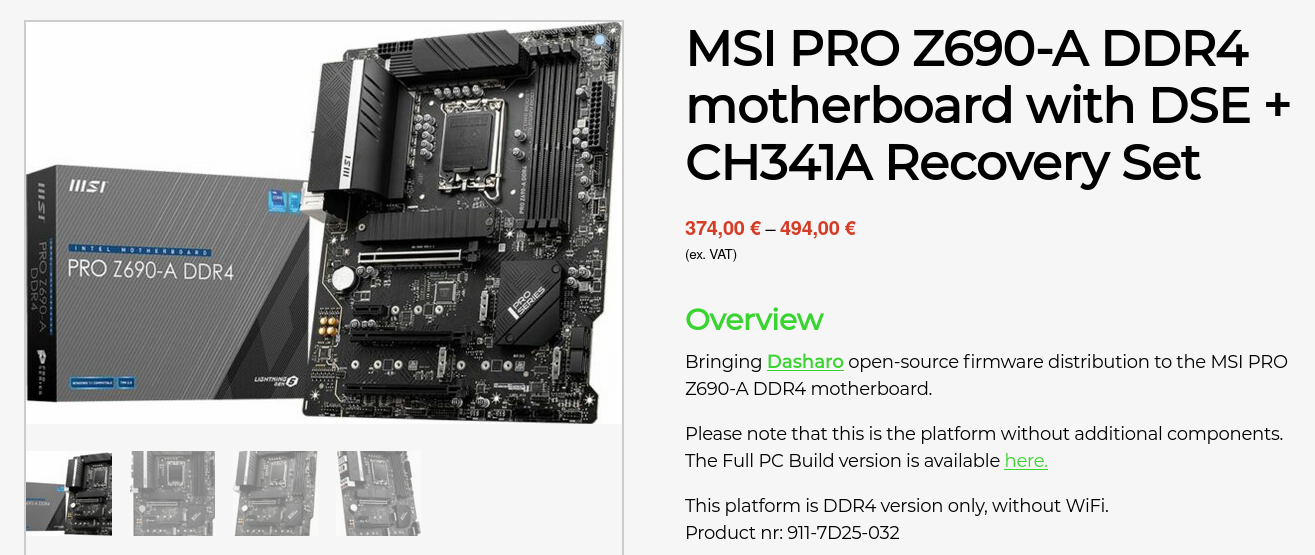 MSI PRO Z690-A DDR4
motherboard with DSE +
CH341A Recovery Set
374,00 € – 494,00 €
(ex. VAT)
Overview
Bringing Dasharo open-source firmware distribution to the MSI PRO
Z690-A DDR4 motherboard.
Please note that this is the platform without additional components.
The Full PC Build version is available here.
This platform is DDR4 version only, without WiFi.
Product nr: 911-7D25-032
msi
INTEL MOTHERBOARD
PRO Z690-A DDR4
LIGHTNING
GEN 5
msi
PRO Z690-A
DDR4
msi
PRO Z690-A DDR4
PRO
SERIES